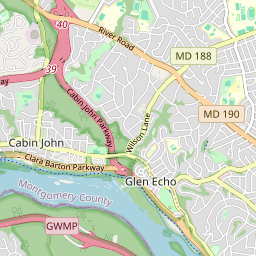 40
River Road
MD 188
39
way
Cabin John Parkway
MD 190
Wilson Lane
Cabin John
Clara Barton Parkway
Glen Echo
Montgomery County
GWMP